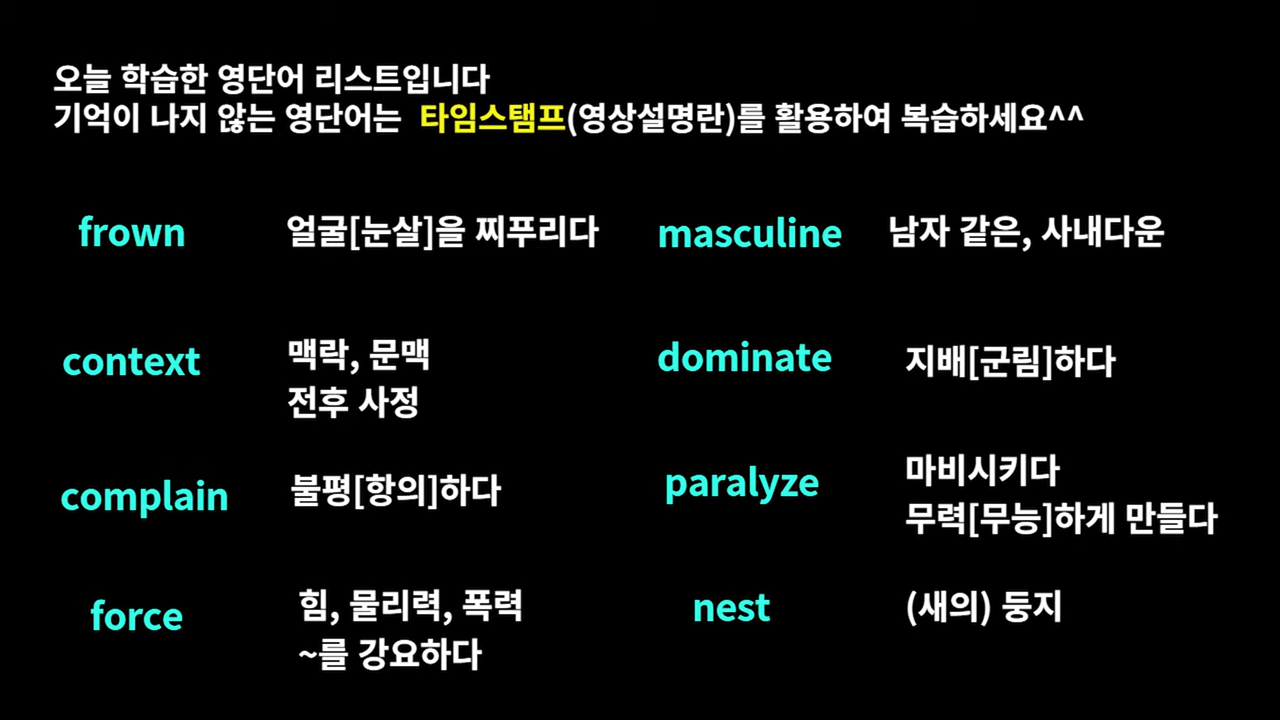 오늘 학습한 영단어 리스트입니다
기억이 나지 않는 영단어는 타임스탬프(영상설명란)를 활용하여 복습하세요^^
frown 얼굴[눈살]을 찌푸리다
masculine 남자 같은, 사내다운
context 맥락, 문맥
전후 사정
dominate 지배[군림]하다
complain 불평[항의]하다
paralyze 마비시키다
무력[무능]하게 만들다
force 힘, 물리력, 폭력
~를 강요하다
nest (새의) 둥지